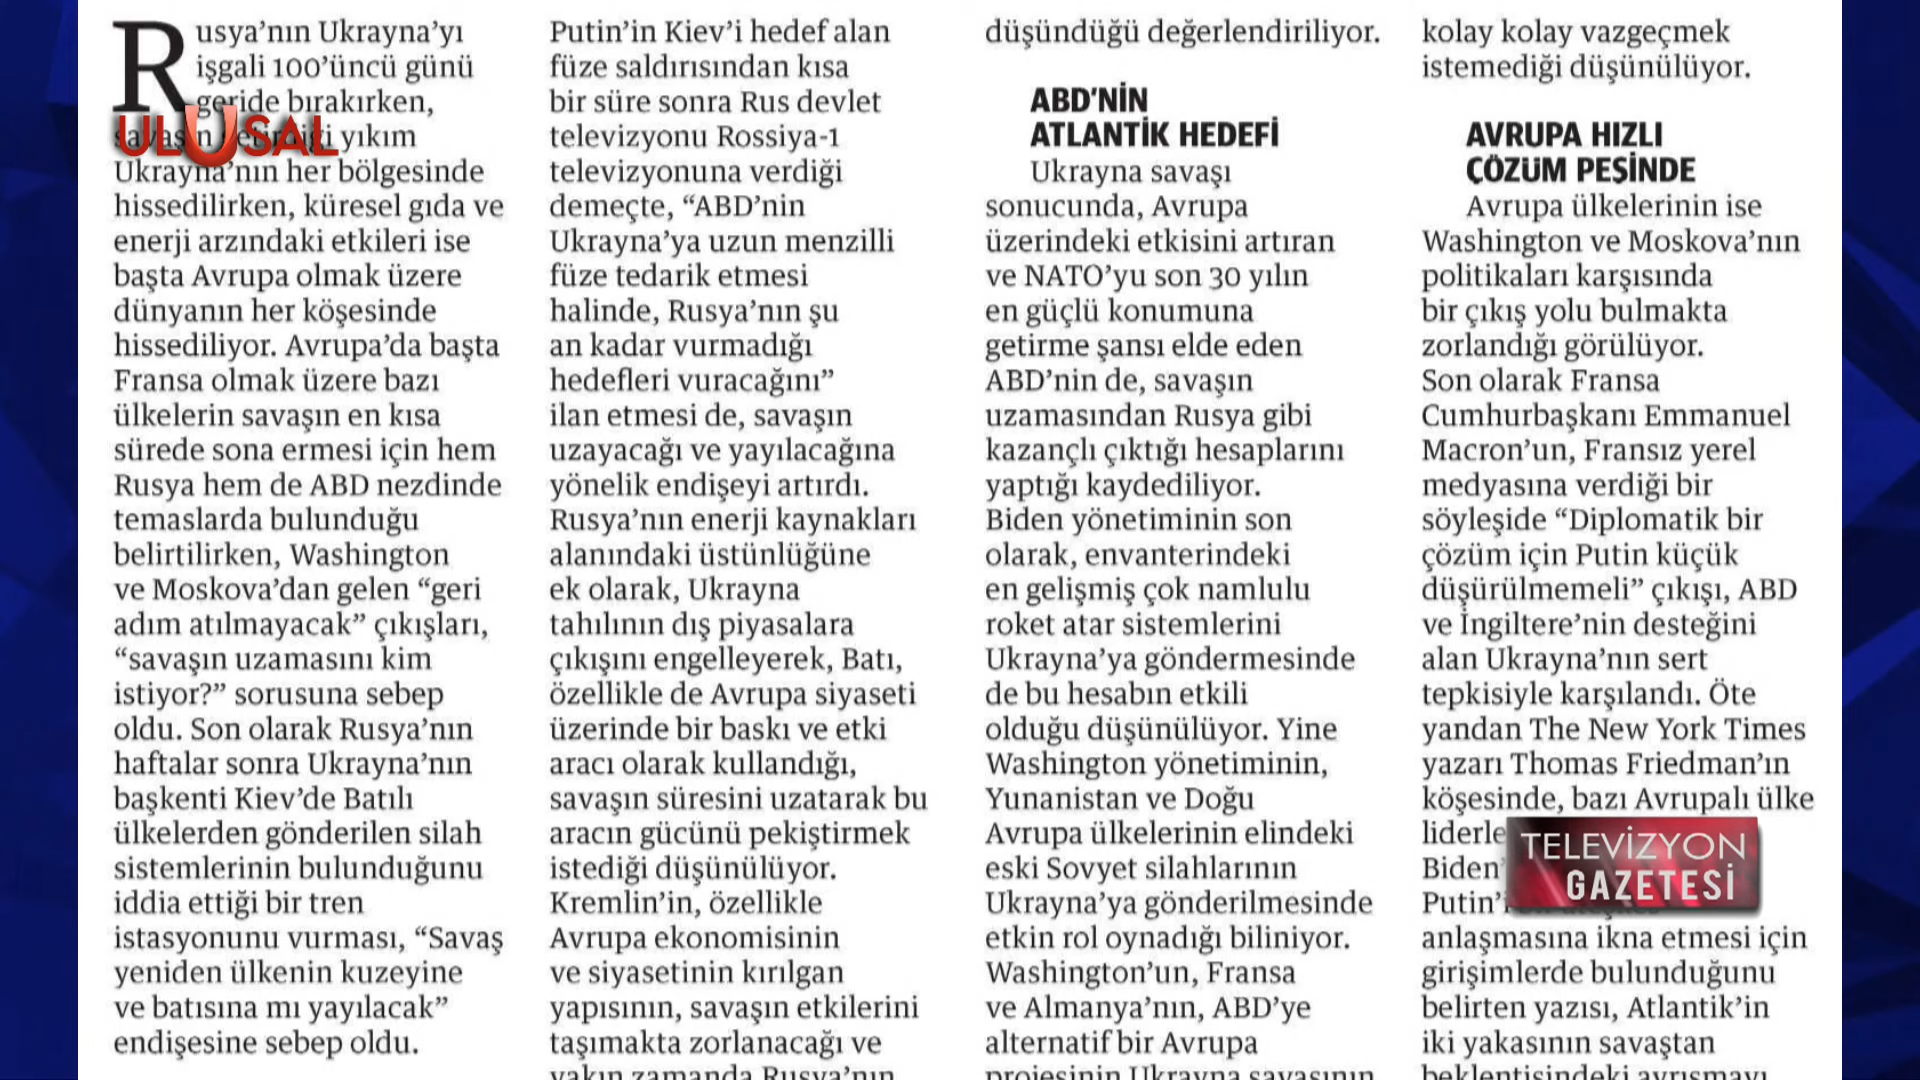 Rusya’nın Ukrayna’yı
işgali 100’üncü günü
geride bırakırken,
yıkım
Ukrayna’nın her bölgesinde
hissedilirken, küresel gıda ve
enerji arzındaki etkileri ise
başta Avrupa olmak üzere
dünyanın her köşesinde
hissediliyor. Avrupa’da başta
Fransa olmak üzere bazı
ülkelerin savaşın en kısa
sürede sona ermesi için hem
Rusya hem de ABD nezdinde
temaslarda bulunduğu
belirtilirken, Washington
ve Moskova’dan gelen “geri
adım atılmayacak” çıkışları,
“savaşın uzamasını kim
istiyor?” sorusuna sebep
oldu. Son olarak Rusya’nın
haftalar sonra Ukrayna’nın
başkenti Kiev’de Batılı
ülkelerden gönderilen silah
sistemlerinin bulunduğunu
iddia ettiği bir tren
istasyonunu vurması, “Savaş
yeniden ülkenin kuzeyine
ve batısına mı yayılacak”
endişesine sebep oldu.
Putin’in Kiev’i hedef alan
füze saldırısından kısa
bir süre sonra Rus devlet
televizyonu Rossiya-1
televizyonuna verdiği
demeçte, “ABD’nin
Ukrayna’ya uzun menzilli
füze tedarik etmesi
halinde, Rusya’nın şu
an kadar vurmadığı
hedefleri vuracağını”
ilan etmesi de, savaşın
uzayacağı ve yayılacağına
yönelik endişeyi artırdı.
Rusya’nın enerji kaynakları
alanındaki üstünlüğüne
ek olarak, Ukrayna
tahılının dış piyasalara
çıkışını engelleyerek, Batı,
özellikle de Avrupa siyaseti
üzerinde bir baskı ve etki
aracı olarak kullandığı,
savaşın süresini uzatarak bu
aracın gücünü pekiştirmek
istediği düşünülüyor.
Kremlin’in, özellikle
Avrupa ekonomisinin
ve siyasetinin kırılgan
yapısının, savaşın etkilerini
taşımakta zorlanacağı ve
yakın zamanda Rusya’nın
düşündüğü değerlendiriliyor.
ABD’NİN
ATLANTİK HEDEFİ
Ukrayna savaşı
sonucunda, Avrupa
üzerindeki etkisini artıran
ve NATO’yu son 30 yılın
en güçlü konumuna
getirme şansı elde eden
ABD’nin de, savaşın
uzamasından Rusya gibi
kazançlı çıktığı hesaplarını
yaptığı kaydediliyor.
Biden yönetiminin son
olarak, envanterindeki
en gelişmiş çok namlulu
roket atar sistemlerini
Ukrayna’ya göndermesinde
de bu hesabın etkili
olduğu düşünülüyor. Yine
Washington yönetiminin,
Yunanistan ve Doğu
Avrupa ülkelerinin elindeki
eski Sovyet silahlarının
Ukrayna’ya gönderilmesinde
etkin rol oynadığı biliniyor.
Washington’un, Fransa
ve Almanya’nın, ABD’ye
alternatif bir Avrupa
projesinin Ukrayna savaşının
kolay kolay vazgeçmek
istemediği düşünülüyor.
AVRUPA HIZLI
ÇÖZÜM PEŞİNDE
Avrupa ülkelerinin ise
Washington ve Moskova’nın
politikaları karşısında
bir çıkış yolu bulmakta
zorlandığı görülüyor.
Son olarak Fransa
Cumhurbaşkanı Emmanuel
Macron’un, Fransız yerel
medyasına verdiği bir
söyleşide “Diplomatik bir
çözüm için Putin küçük
düşürülmemeli” çıkışı, ABD
ve İngiltere’nin desteğini
alan Ukrayna’nın sert
tepkisiyle karşılandı. Öte
yandan The New York Times
yazarı Thomas Friedman’ın
köşesinde, bazı Avrupalı ülke
anlaşmasına ikna etmesi için
girişimlerde bulunduğunu
belirten yazısı, Atlantik’in
iki yakasının savaştan
beklentisindeki ayrışmayı
ULUSAL
TELEVİZYON
GAZETESİ